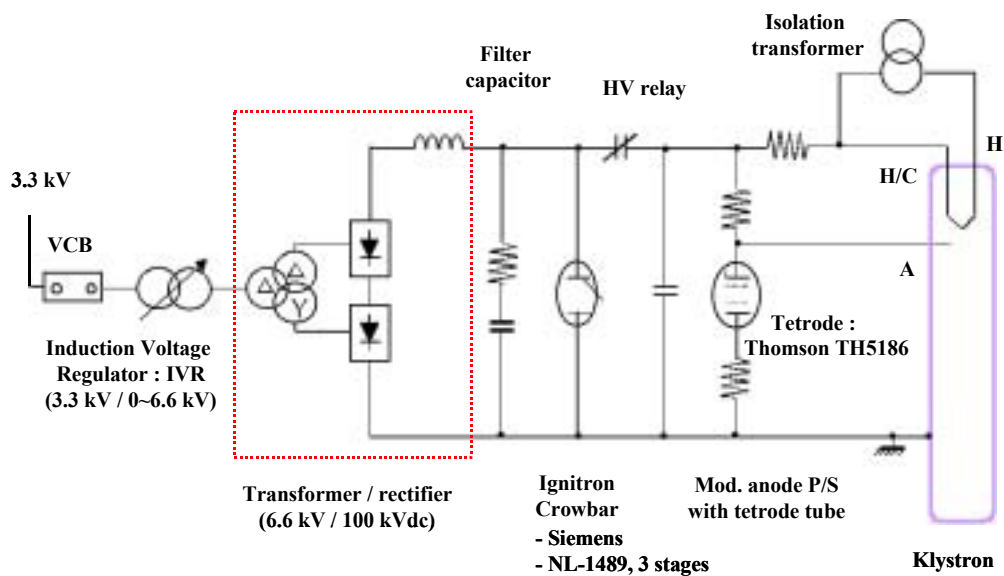 Isolation
transformer
Filter
capacitor
HV relay
H
H/C
3.3 kV
VCB
A
Δ
Δ
Y
Tetrode :
Thomson TH5186
Induction Voltage
Regulator : IVR
(3.3 kV / 0~6.6 kV)
Transformer / rectifier
(6.6 kV / 100 kVdc)
Ignitron
Crowbar
- Siemens
- NL-1489, 3 stages
Mod. anode P/S
with tetrode tube
Klystron